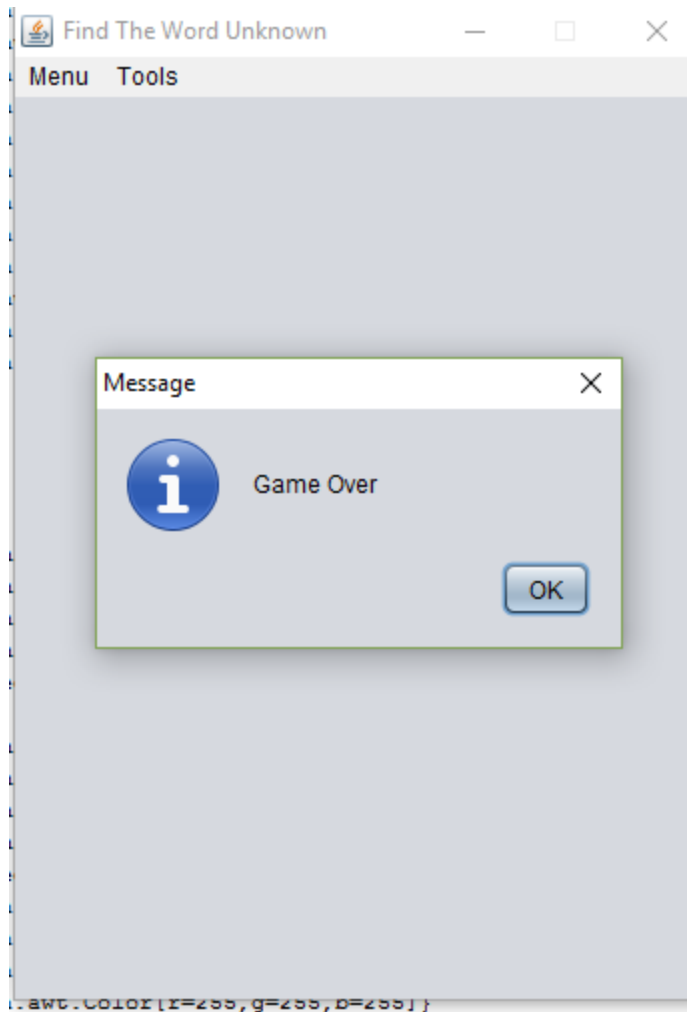 Find The Word Unknown
Menu Tools
Message
Game Over
OK
.awt.Color[r=255,g=255,b=255]}